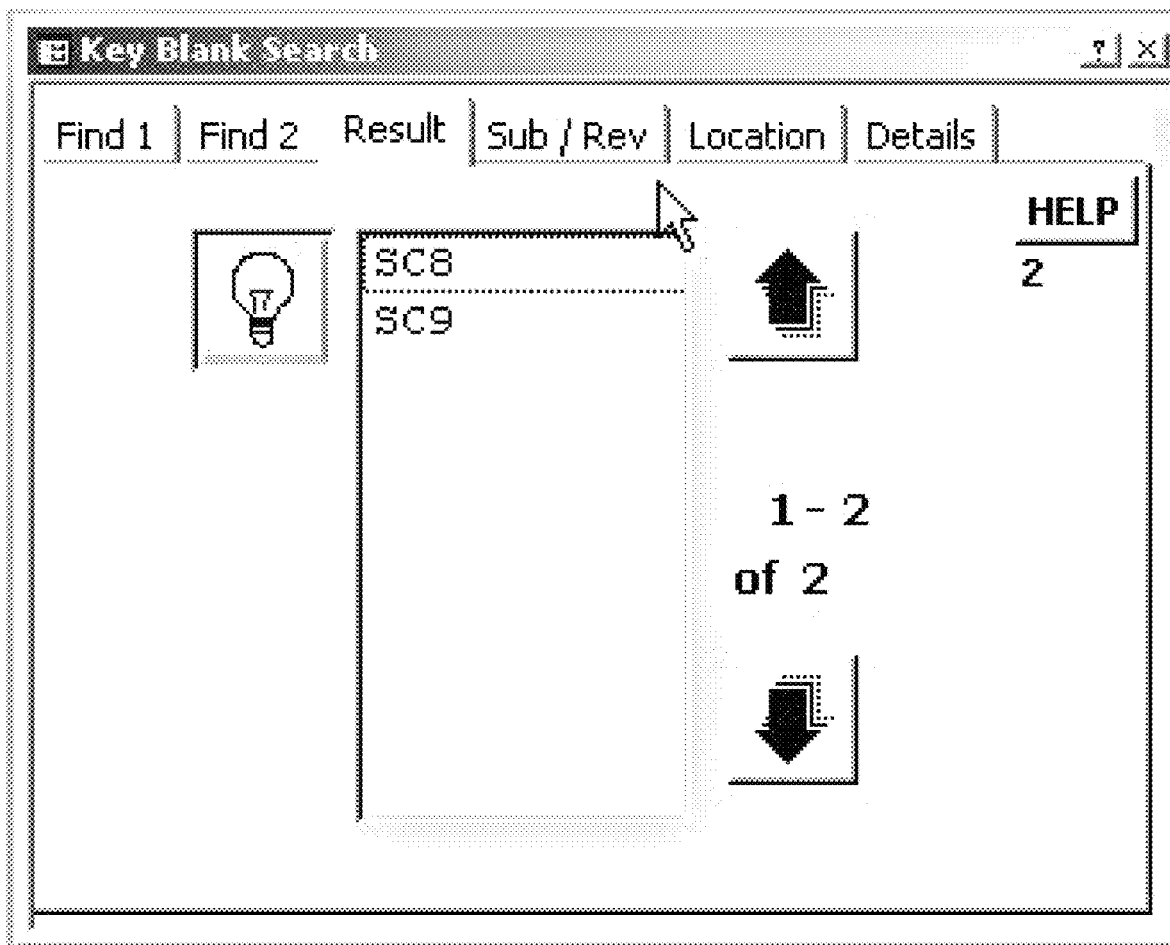 Key Blank Search
Find 1 Find 2 Result Sub / Rev Location Details
HELP
2
SC8
SC9
1 - 2
of 2